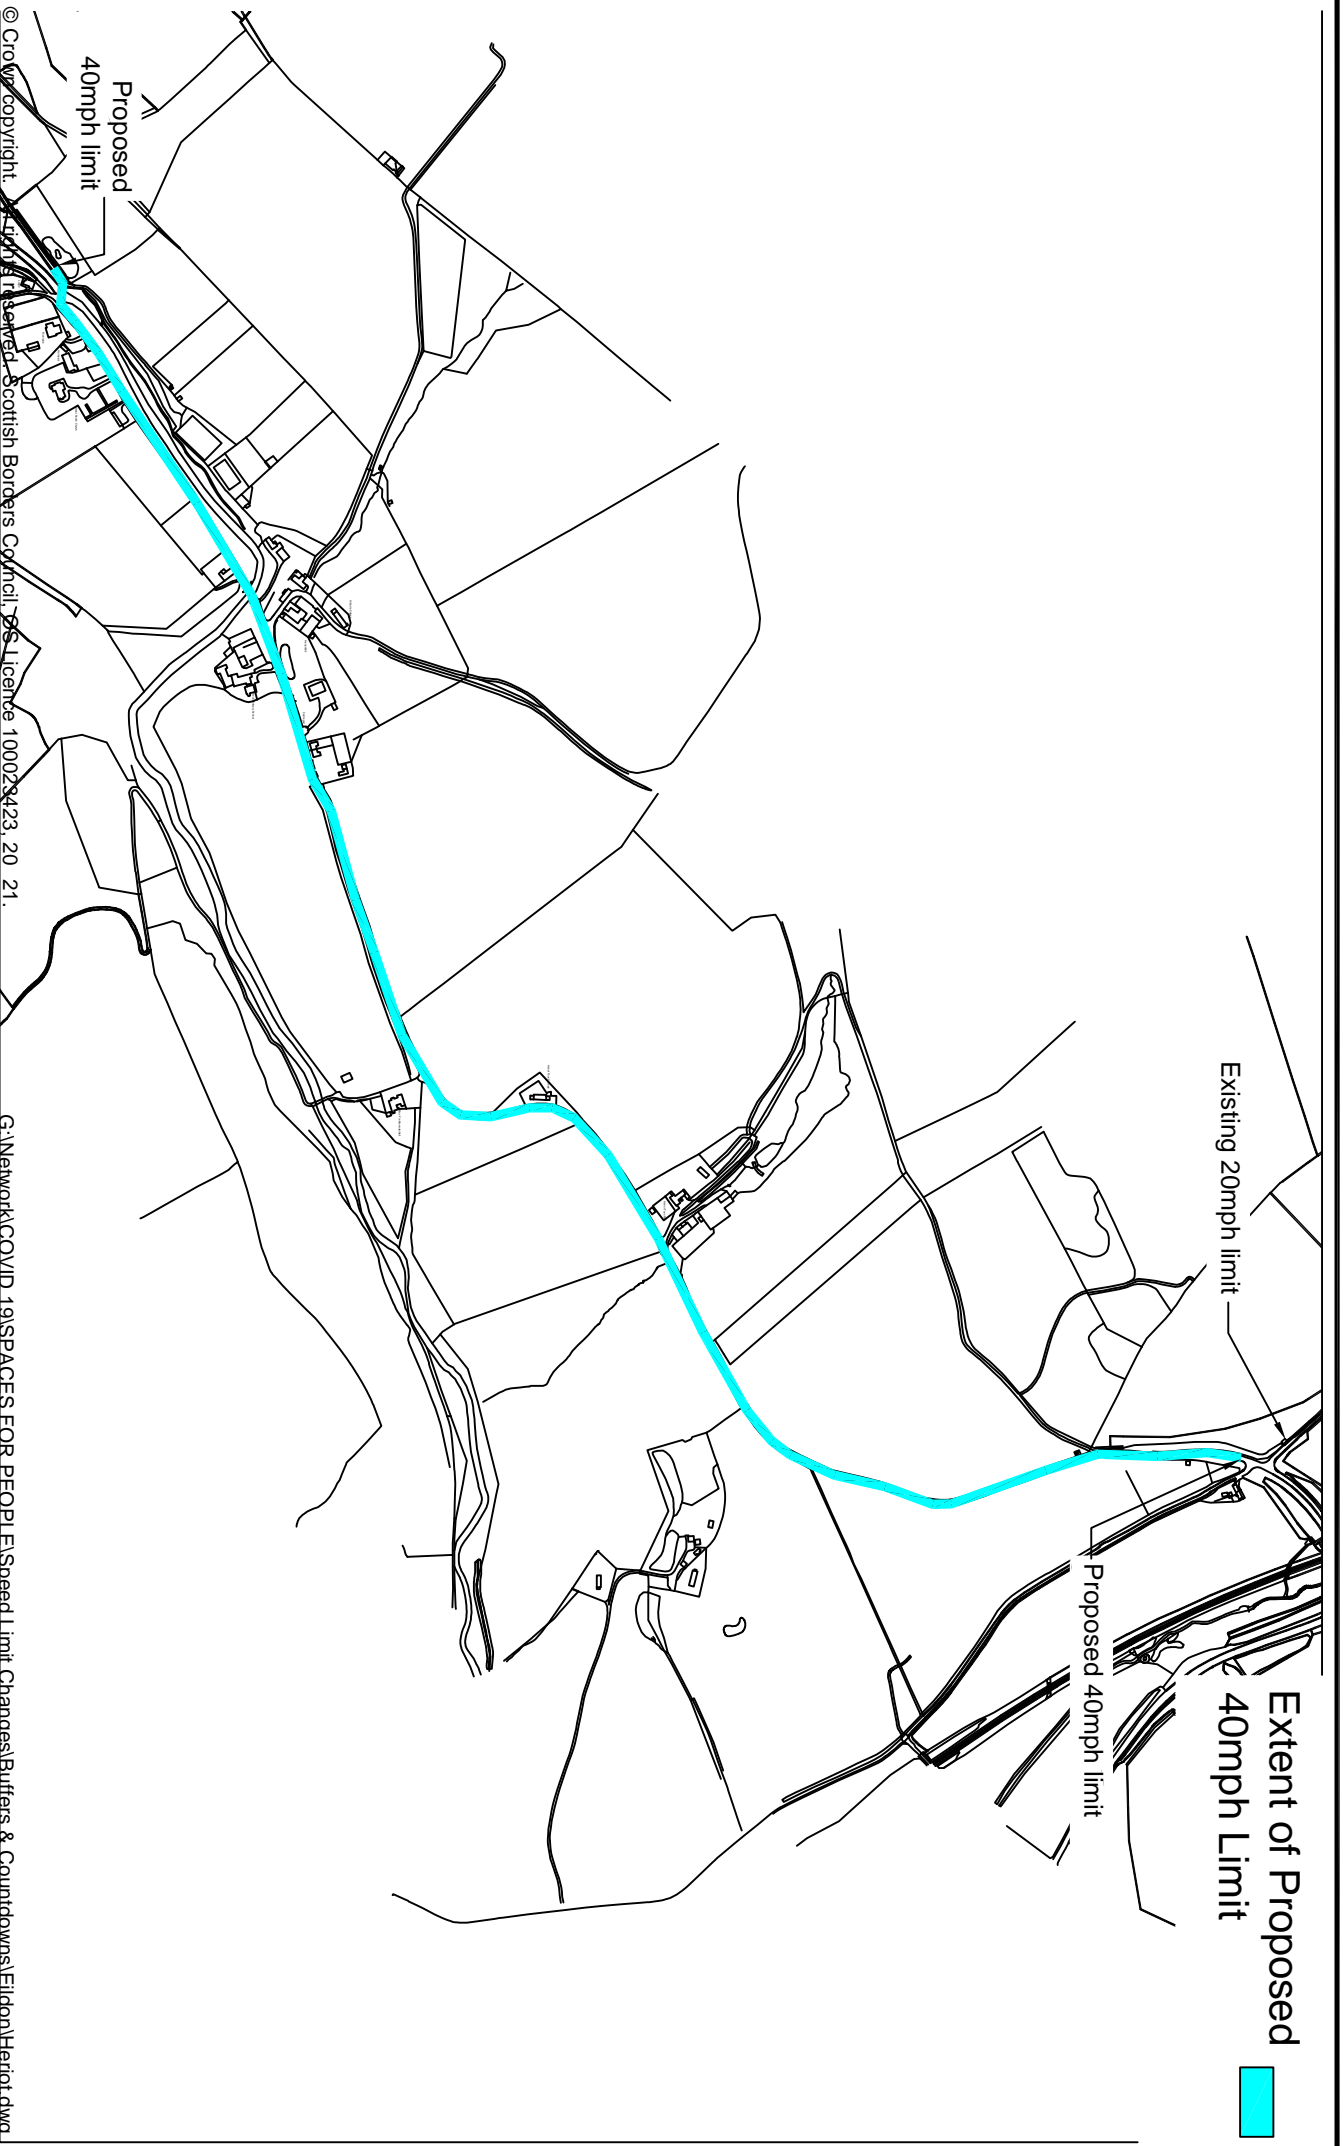 Extent of Proposed
40mph Limit
Existing 20mph limit
Proposed 40mph limit
Proposed
40mph limit
© Crown copyright. All rights reserved. Scottish Borders Council, OS Licence 100023423, 20 21.
G:\Network\COVID 19\SPACES FOR PEOPLE\Speed Limit Changes\Buffers & Countdowns\Eildon\Heriot.dwg